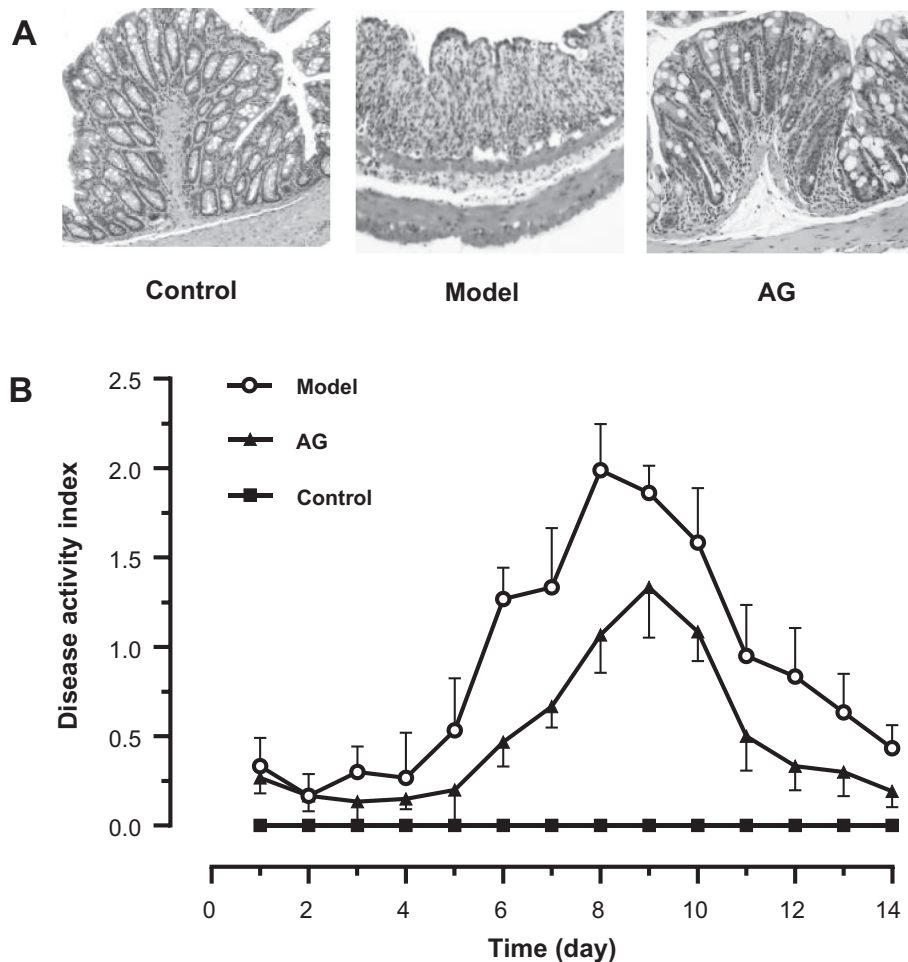 A
Control
Model
AG
B
Model
AG
Control
Disease activity index
2.5
2.0
1.5
1.0
0.5
0.0
0 2 4 6 8 10 12 14
Time (day)